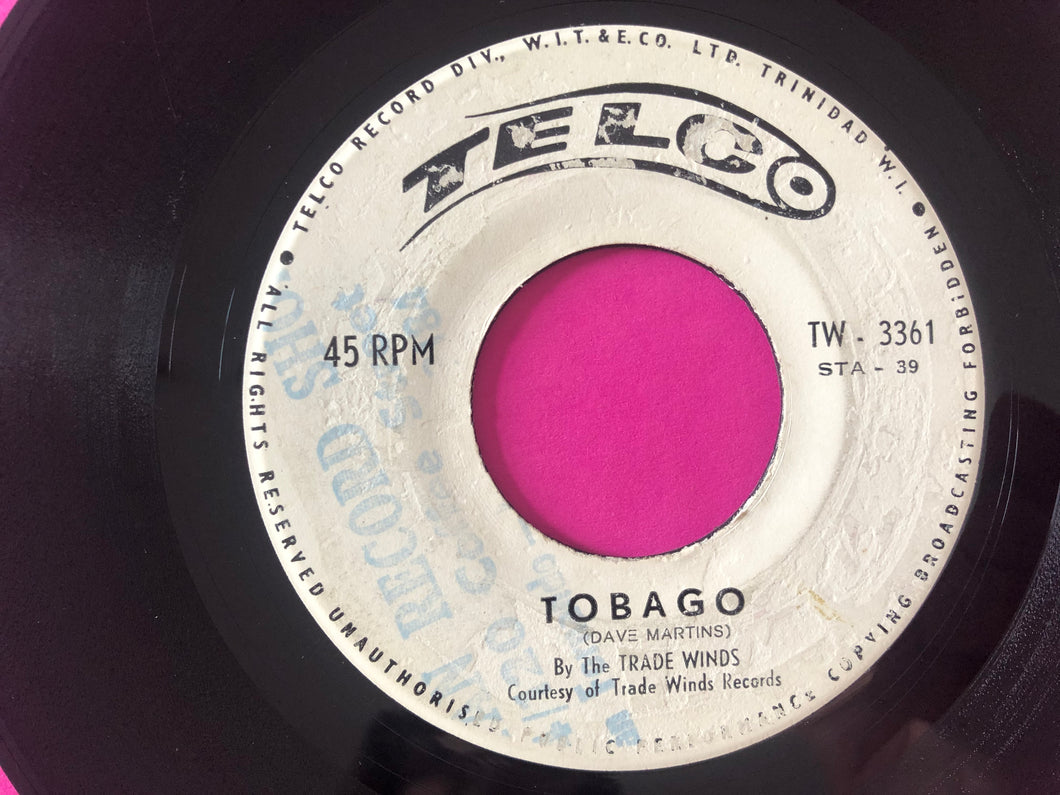 TELCO RECORD DIV., W.I.T. & E. CO. LTD. TRINIDAD W.I.
TELCO
45 RPM
TW - 3361
STA - 39
TOBAGO
(DAVE MARTINS)
By The TRADE WINDS
Courtesy of Trade Winds Records
ALL RIGHTS RESERVED UNAUTHORISED PUBLIC PERFORMANCE COPYING BROADCASTING FORBiDDEN
RECORD